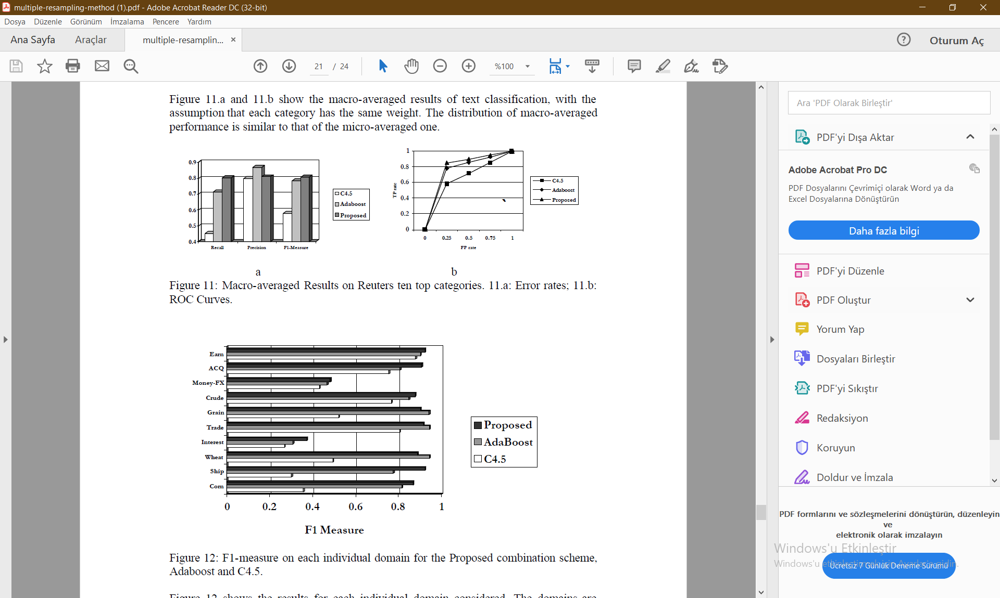 multiple-resampling-method (1).pdf - Adobe Acrobat Reader DC (32-bit)
Dosya Düzenle Görünüm İmzalama Pencere Yardım
Ana Sayfa Araçlar multiple-resamplin... × ? Oturum Aç
21 / 24 %100
Figure 11.a and 11.b show the macro-averaged results of text classification, with the
assumption that each category has the same weight. The distribution of macro-averaged
performance is similar to that of the micro-averaged one.
0.9
0.8
0.7
0.6
0.5
0.4
Recall Precision F1-Measure
C4.5
Adaboost
Proposed
1
0.8
0.6
0.4
0.2
0
TP rate
0 0.25 0.5 0.75 1
FP rate
C4.5
Adaboost
Proposed
a b
Figure 11: Macro-averaged Results on Reuters ten top categories. 11.a: Error rates; 11.b:
ROC Curves.
Earn
ACQ
Money-FX
Crude
Grain
Trade
Interest
Wheat
Ship
Corn
0 0.2 0.4 0.6 0.8 1
F1 Measure
Proposed
AdaBoost
C4.5
Figure 12: F1-measure on each individual domain for the Proposed combination scheme,
Adaboost and C4.5.
Figure 12 shows the results for each individual domain considered. The domains are
Ara 'PDF Olarak Birleştir'
PDF'yi Dışa Aktar
Adobe Acrobat Pro DC
PDF Dosyalarını Çevrimiçi olarak Word ya da
Excel Dosyalarına Dönüştürün
Daha fazla bilgi
PDF'yi Düzenle
PDF Oluştur
Yorum Yap
Dosyaları Birleştir
PDF'yi Sıkıştır
Redaksiyon
Koruyun
Doldur ve İmzala
PDF formlarını ve sözleşmelerini dönüştürün, düzenleyin
ve
elektronik olarak imzalayın
Windows'u Etkinleştir
Windows'u etkinleştirmek için Ayarlar'a gidin.
Ücretsiz 7 Günlük Deneme Sürümü